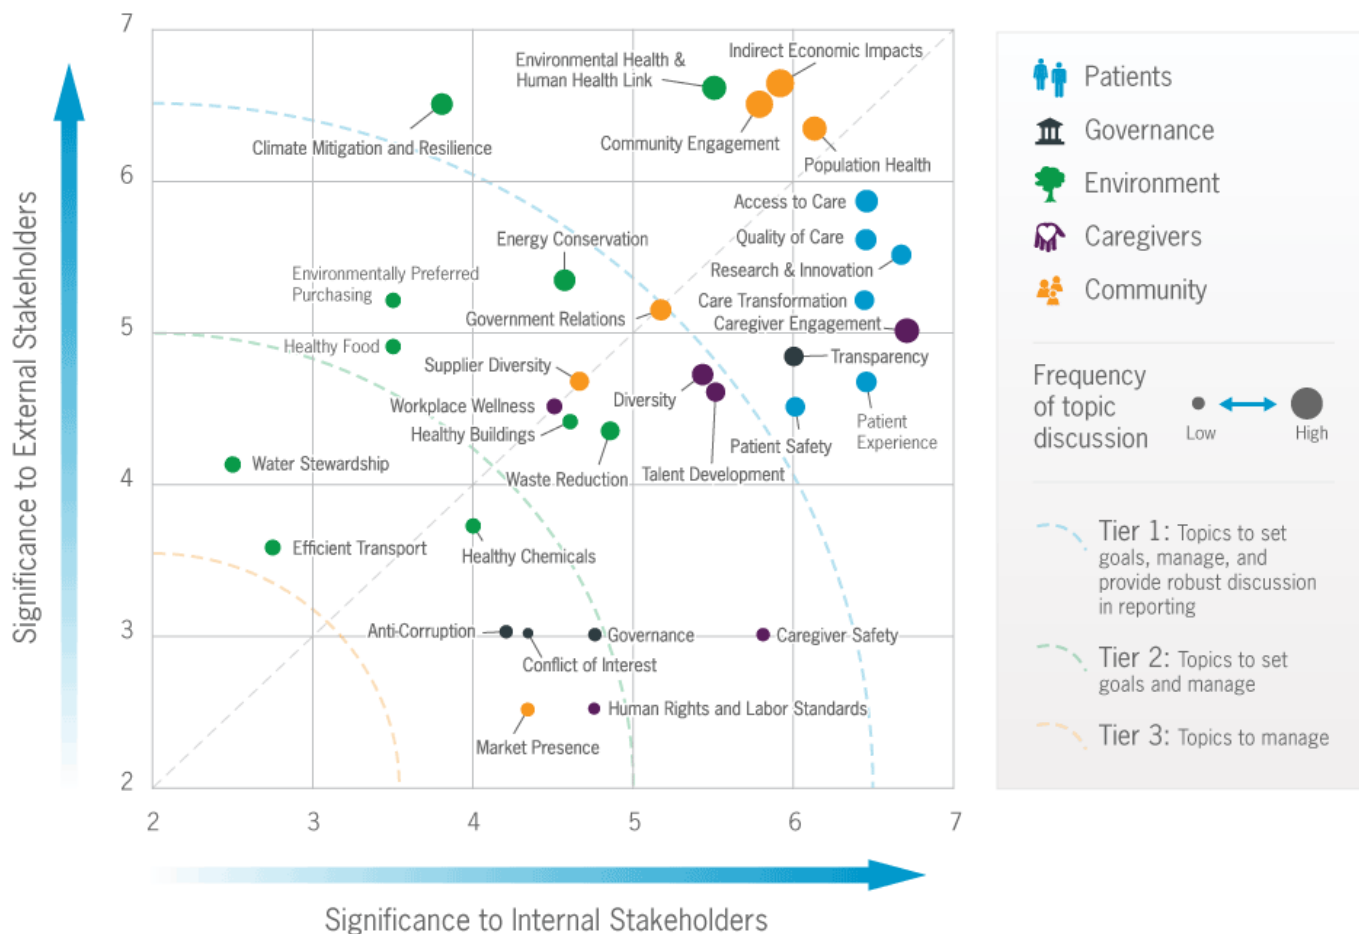 Significance to External Stakeholders
7
6
5
4
3
2
2
3
4
5
6
7
Significance to Internal Stakeholders
Indirect Economic Impacts
Environmental Health &
Human Health Link
Climate Mitigation and Resilience
Community Engagement
Population Health
Access to Care
Energy Conservation
Quality of Care
Research & Innovation
Environmentally Preferred
Purchasing
Care Transformation
Government Relations
Caregiver Engagement
Healthy Food
Transparency
Supplier Diversity
Diversity
Workplace Wellness
Patient
Experience
Healthy Buildings
Patient Safety
Water Stewardship
Waste Reduction
Talent Development
Efficient Transport
Healthy Chemicals
Anti-Corruption
Governance
Caregiver Safety
Conflict of Interest
Human Rights and Labor Standards
Market Presence
Patients
Governance
Environment
Caregivers
Community
Frequency
of topic
discussion
Low
High
Tier 1: Topics to set
goals, manage, and
provide robust discussion
in reporting
Tier 2: Topics to set
goals and manage
Tier 3: Topics to manage